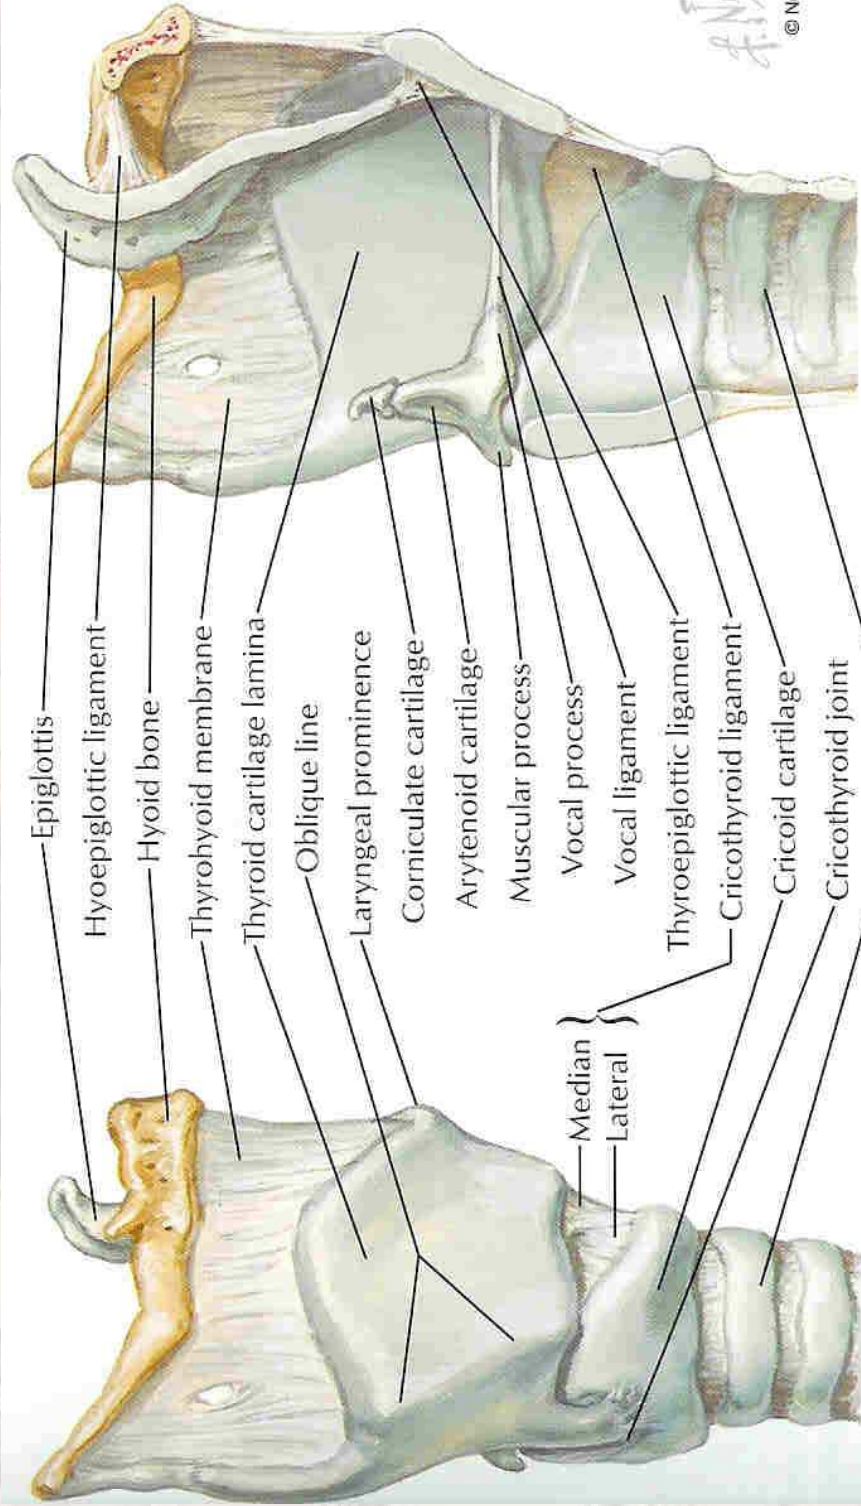 Epiglottis
Hyoepiglottic ligament
Hyoid bone
Thyrohyoid membrane
Thyroid cartilage lamina
Oblique line
Laryngeal prominence
Corniculate cartilage
Arytenoid cartilage
Muscular process
Vocal process
Vocal ligament
Thyroepiglottic ligament
Median
Lateral
Cricothyroid ligament
Cricoid cartilage
Cricothyroid joint